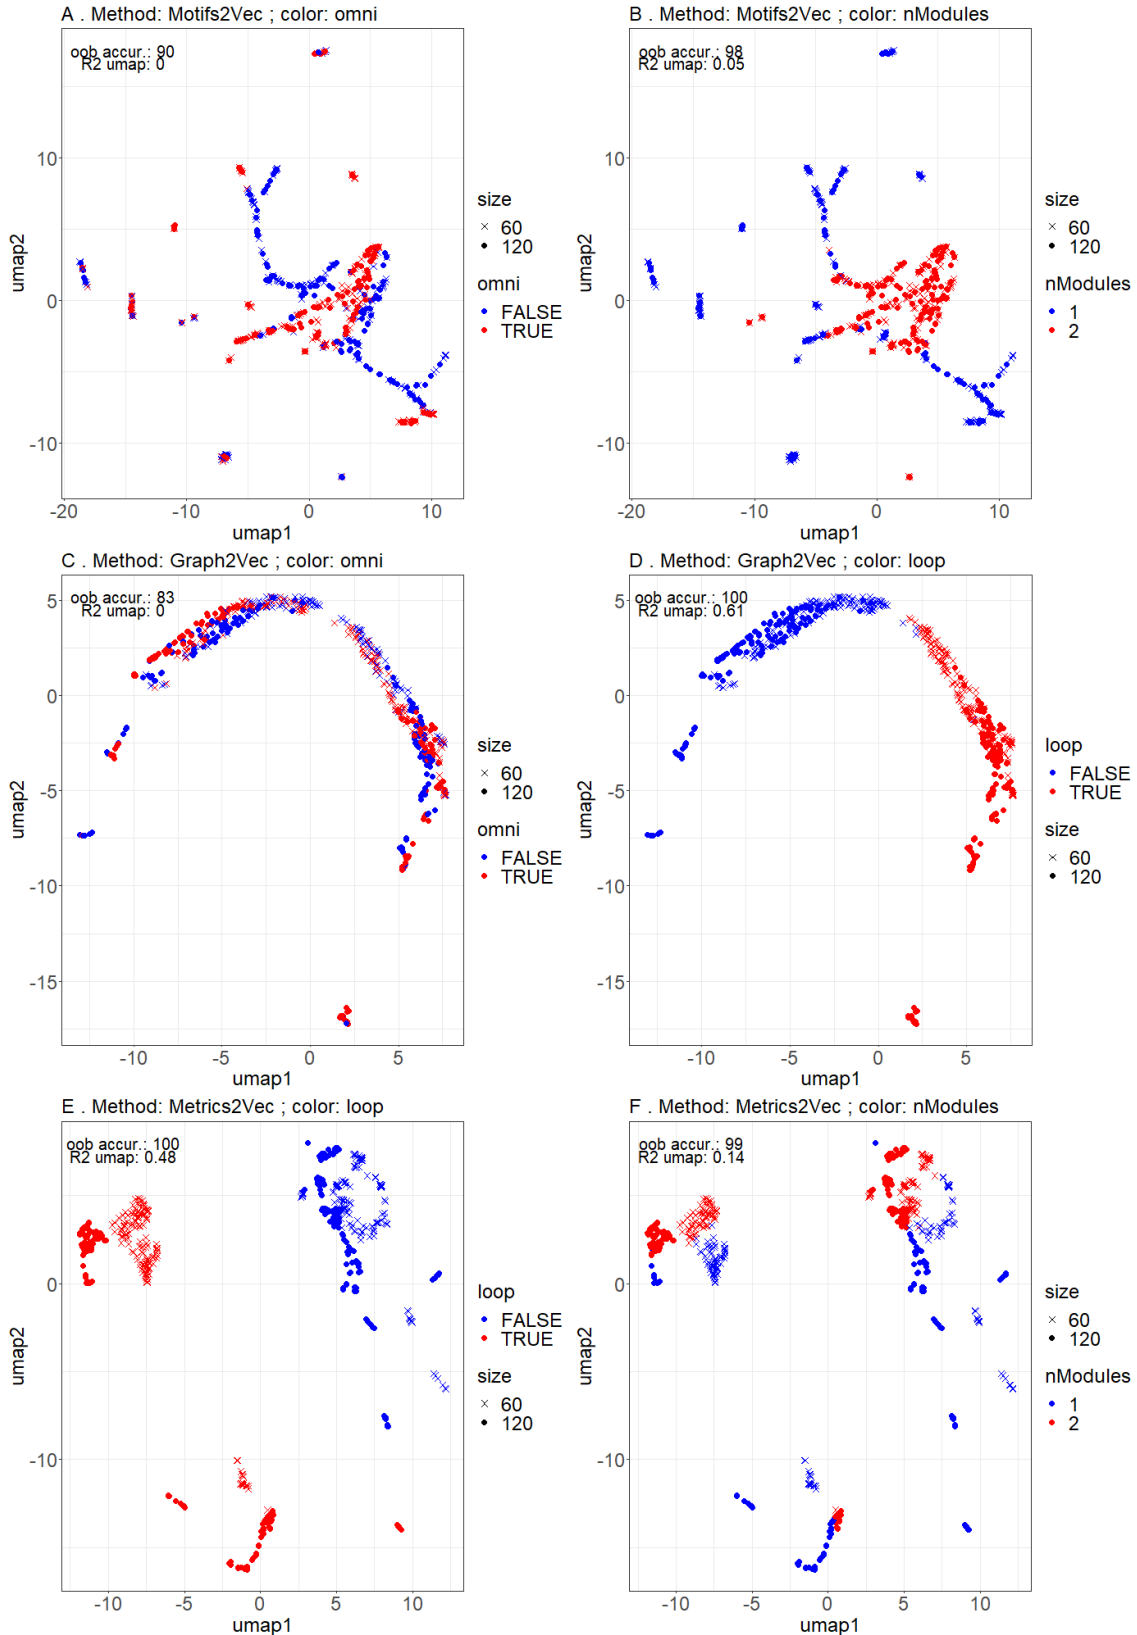 A . Method: Motifs2Vec ; color: omni
oob accur.: 90
R2 umap: 0
10
0
-10
umap2
-20
-10
0
10
umap1
size
60
120
omni
FALSE
TRUE
B . Method: Motifs2Vec ; color: nModules
oob accur.: 98
R2 umap: 0.05
10
0
-10
umap2
-20
-10
0
10
umap1
size
60
120
nModules
1
2
C . Method: Graph2Vec ; color: omni
oob accur.: 83
R2 umap: 0
5
0
-5
-10
-15
umap2
-10
-5
0
5
umap1
size
60
120
omni
FALSE
TRUE
D . Method: Graph2Vec ; color: loop
oob accur.: 100
R2 umap: 0.61
5
0
-5
-10
-15
umap2
-10
-5
0
5
umap1
loop
FALSE
TRUE
size
60
120
E . Method: Metrics2Vec ; color: loop
oob accur.: 100
R2 umap: 0.48
0
-10
umap2
-10
-5
0
5
10
umap1
loop
FALSE
TRUE
size
60
120
F . Method: Metrics2Vec ; color: nModules
oob accur.: 99
R2 umap: 0.14
0
-10
umap2
-10
-5
0
5
10
umap1
size
60
120
nModules
1
2